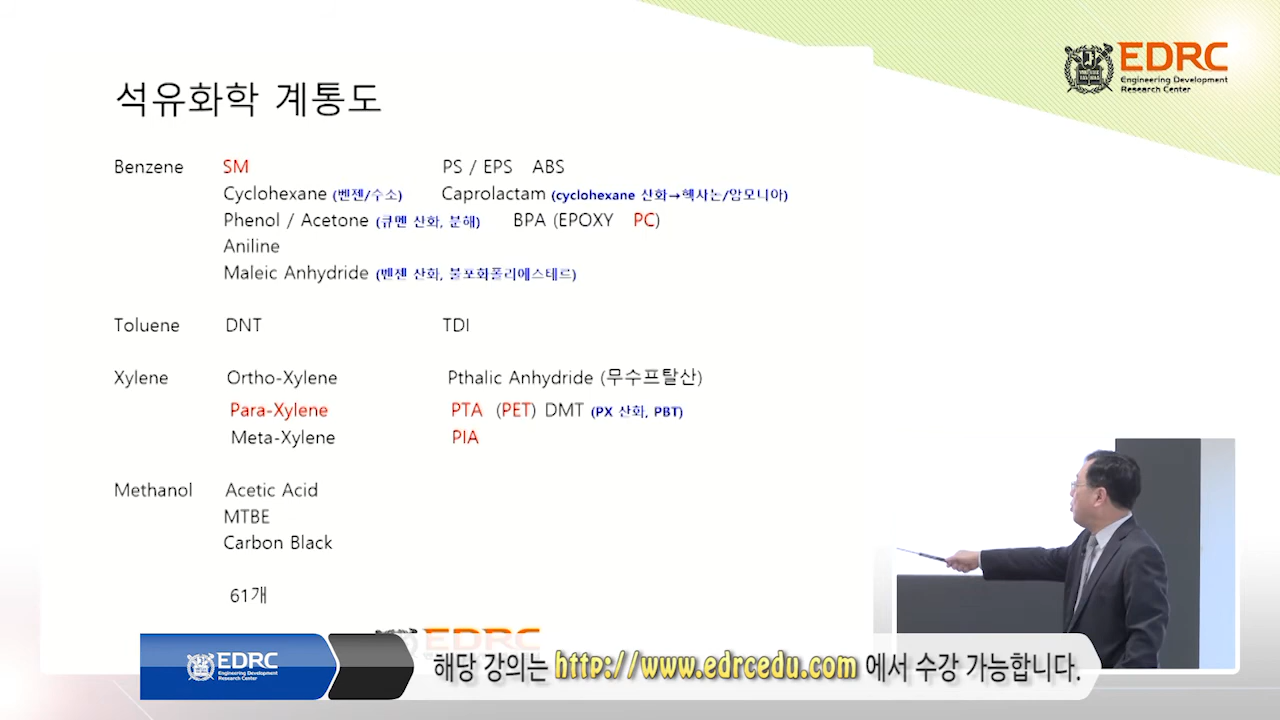 EDRC
Engineering Development
Research Center
석유화학 계통도
Benzene SM PS / EPS ABS
Cyclohexane (벤젠/수소) Caprolactam (cyclohexane 산화→헥사논/암모니아)
Phenol / Acetone (큐멘 산화, 분해) BPA (EPOXY PC)
Aniline
Maleic Anhydride (벤젠 산화, 불포화폴리에스테르)
Toluene DNT TDI
Xylene Ortho-Xylene Pthalic Anhydride (무수프탈산)
Para-Xylene PTA (PET) DMT (PX 산화, PBT)
Meta-Xylene PIA
Methanol Acetic Acid
MTBE
Carbon Black
61개
EDRC
EDRC
Engineering Development
Research Center
해당 강의는 http://www.edrcedu.com 에서 수강 가능합니다.